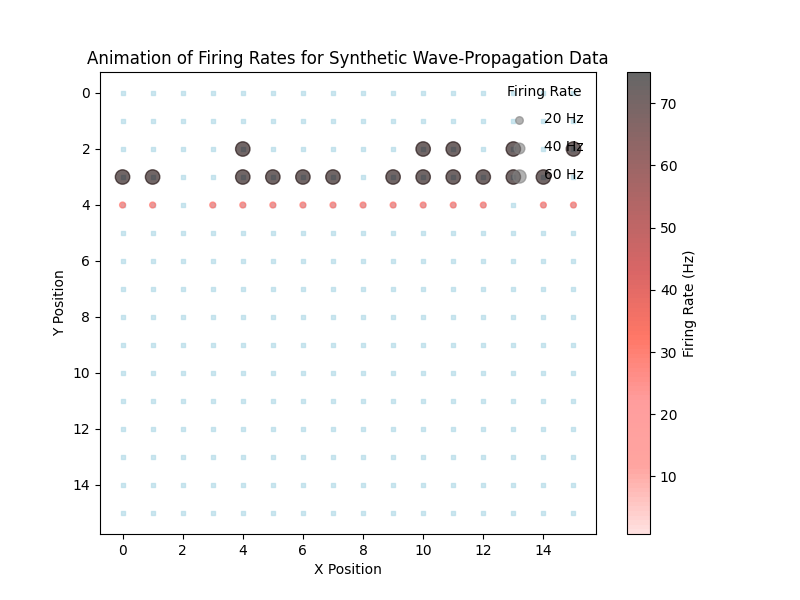 Animation of Firing Rates for Synthetic Wave-Propagation Data
Firing Rate
20 Hz
40 Hz
60 Hz
0
2
4
6
8
10
12
14
Y Position
0
2
4
6
8
10
12
14
X Position
70
60
50
40
30
20
10
Firing Rate (Hz)